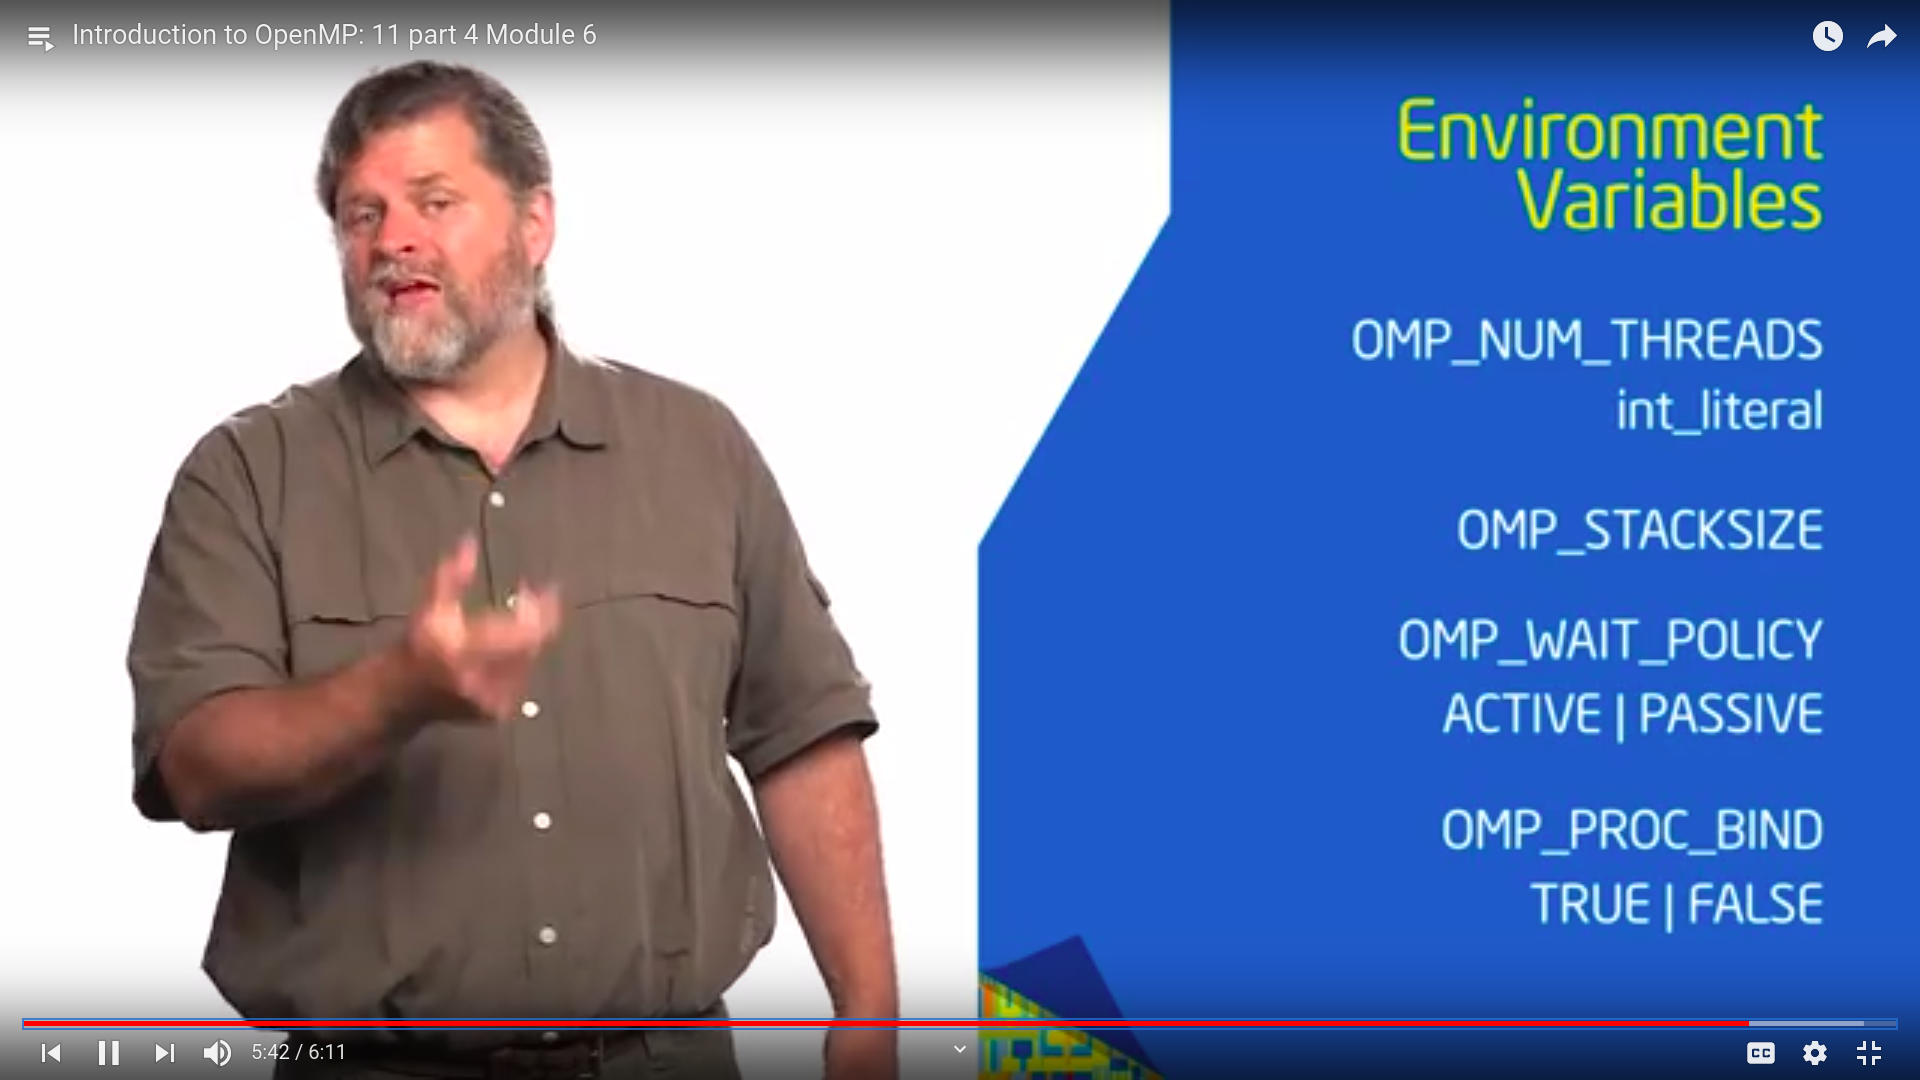 Introduction to OpenMP: 11 part 4 Module 6
Environment
Variables
OMP_NUM_THREADS
int_literal
OMP_STACKSIZE
OMP_WAIT_POLICY
ACTIVE | PASSIVE
OMP_PROC_BIND
TRUE | FALSE
5:42 / 6:11
CC